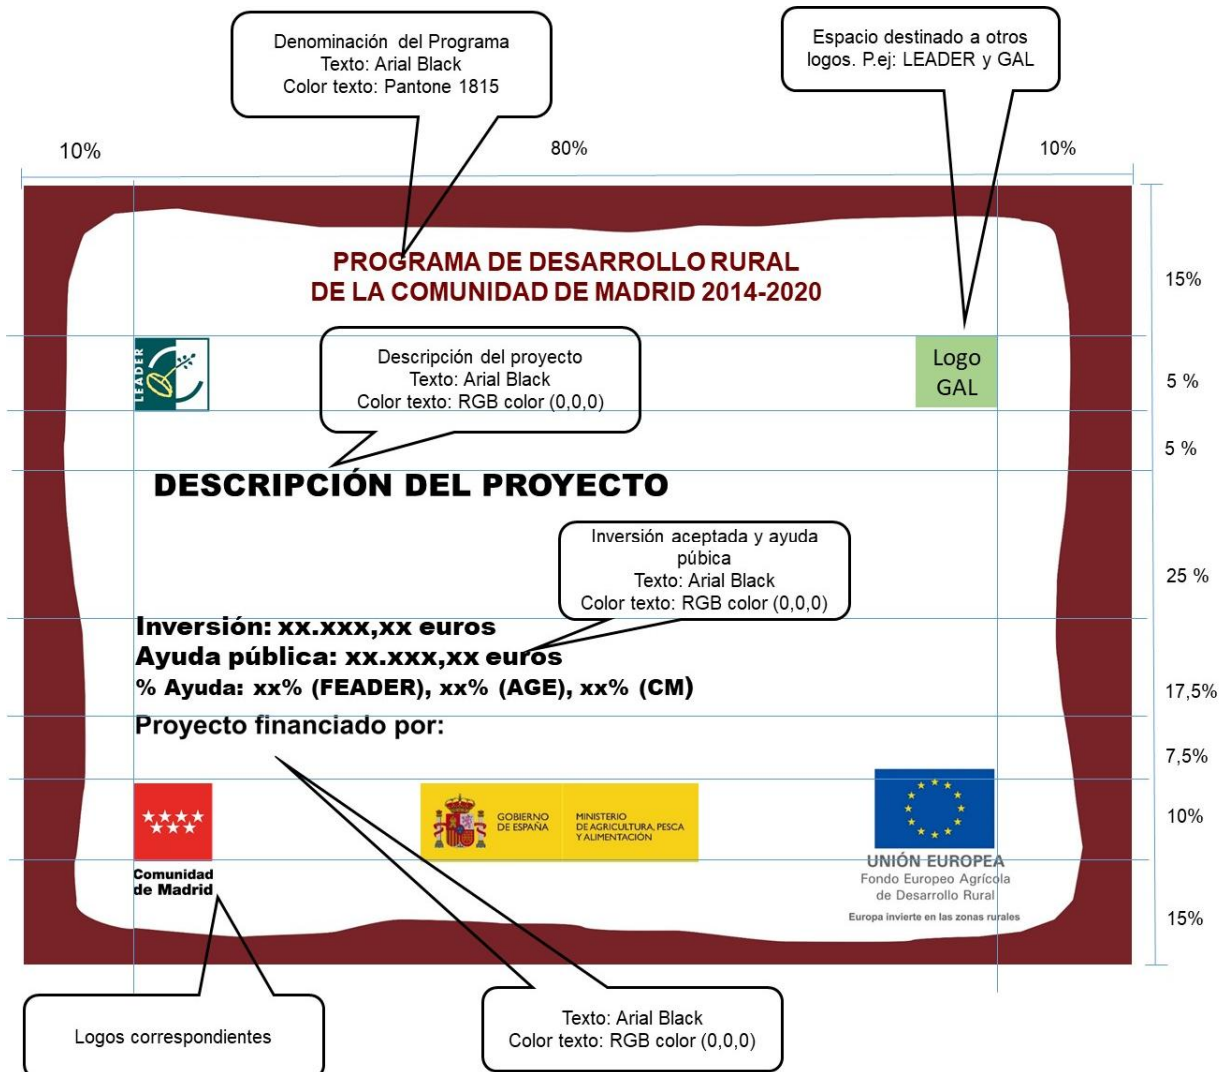 Denominación del Programa
Texto: Arial Black
Color texto: Pantone 1815
Espacio destinado a otros
logos. P.ej: LEADER y GAL
10%
80%
10%
PROGRAMA DE DESARROLLO RURAL
DE LA COMUNIDAD DE MADRID 2014-2020
15%
LEADER
Descripción del proyecto
Texto: Arial Black
Color texto: RGB color (0,0,0)
Logo
GAL
5 %
5 %
DESCRIPCIÓN DEL PROYECTO
Inversión aceptada y ayuda
púbica
Texto: Arial Black
Color texto: RGB color (0,0,0)
25 %
Inversión: xx.xxx,xx euros
Ayuda pública: xx.xxx,xx euros
% Ayuda: xx% (FEADER), xx% (AGE), xx% (CM)
17,5%
Proyecto financiado por:
7,5%
GOBIERNO
DE ESPAÑA
MINISTERIO
DE AGRICULTURA, PESCA
Y ALIMENTACIÓN
10%
Comunidad
de Madrid
UNIÓN EUROPEA
Fondo Europeo Agrícola
de Desarrollo Rural
Europa invierte en las zonas rurales
15%
Logos correspondientes
Texto: Arial Black
Color texto: RGB color (0,0,0)